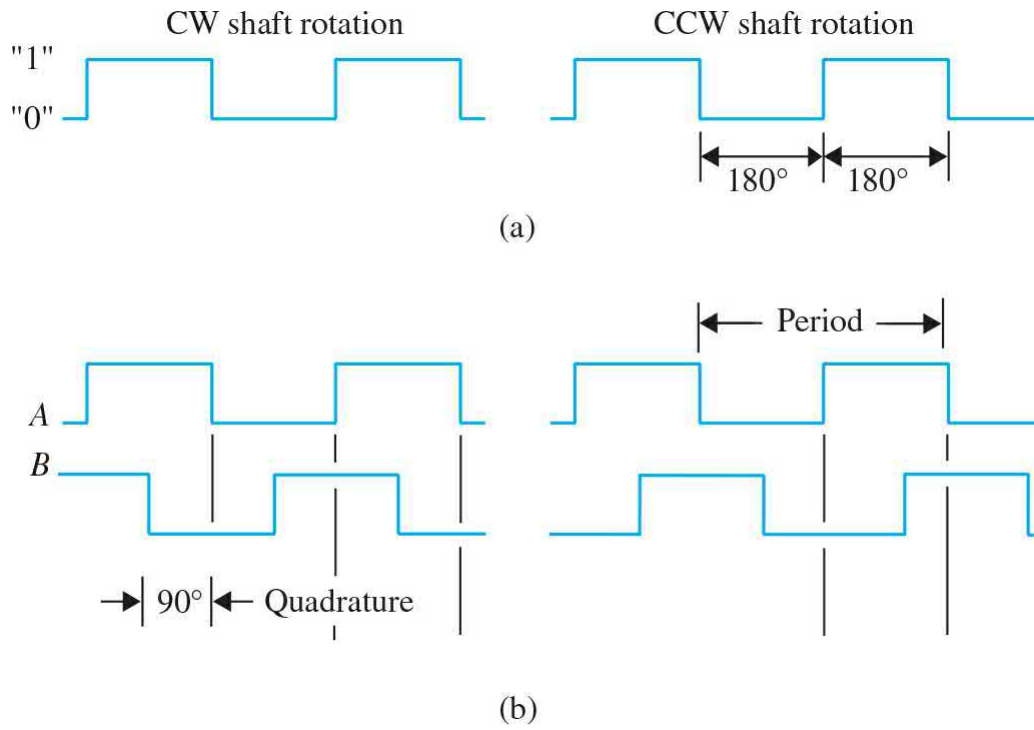 CW shaft rotation CCW shaft rotation
"1"
"0"
180° 180°
(a)
Period
A
B
90° Quadrature
(b)